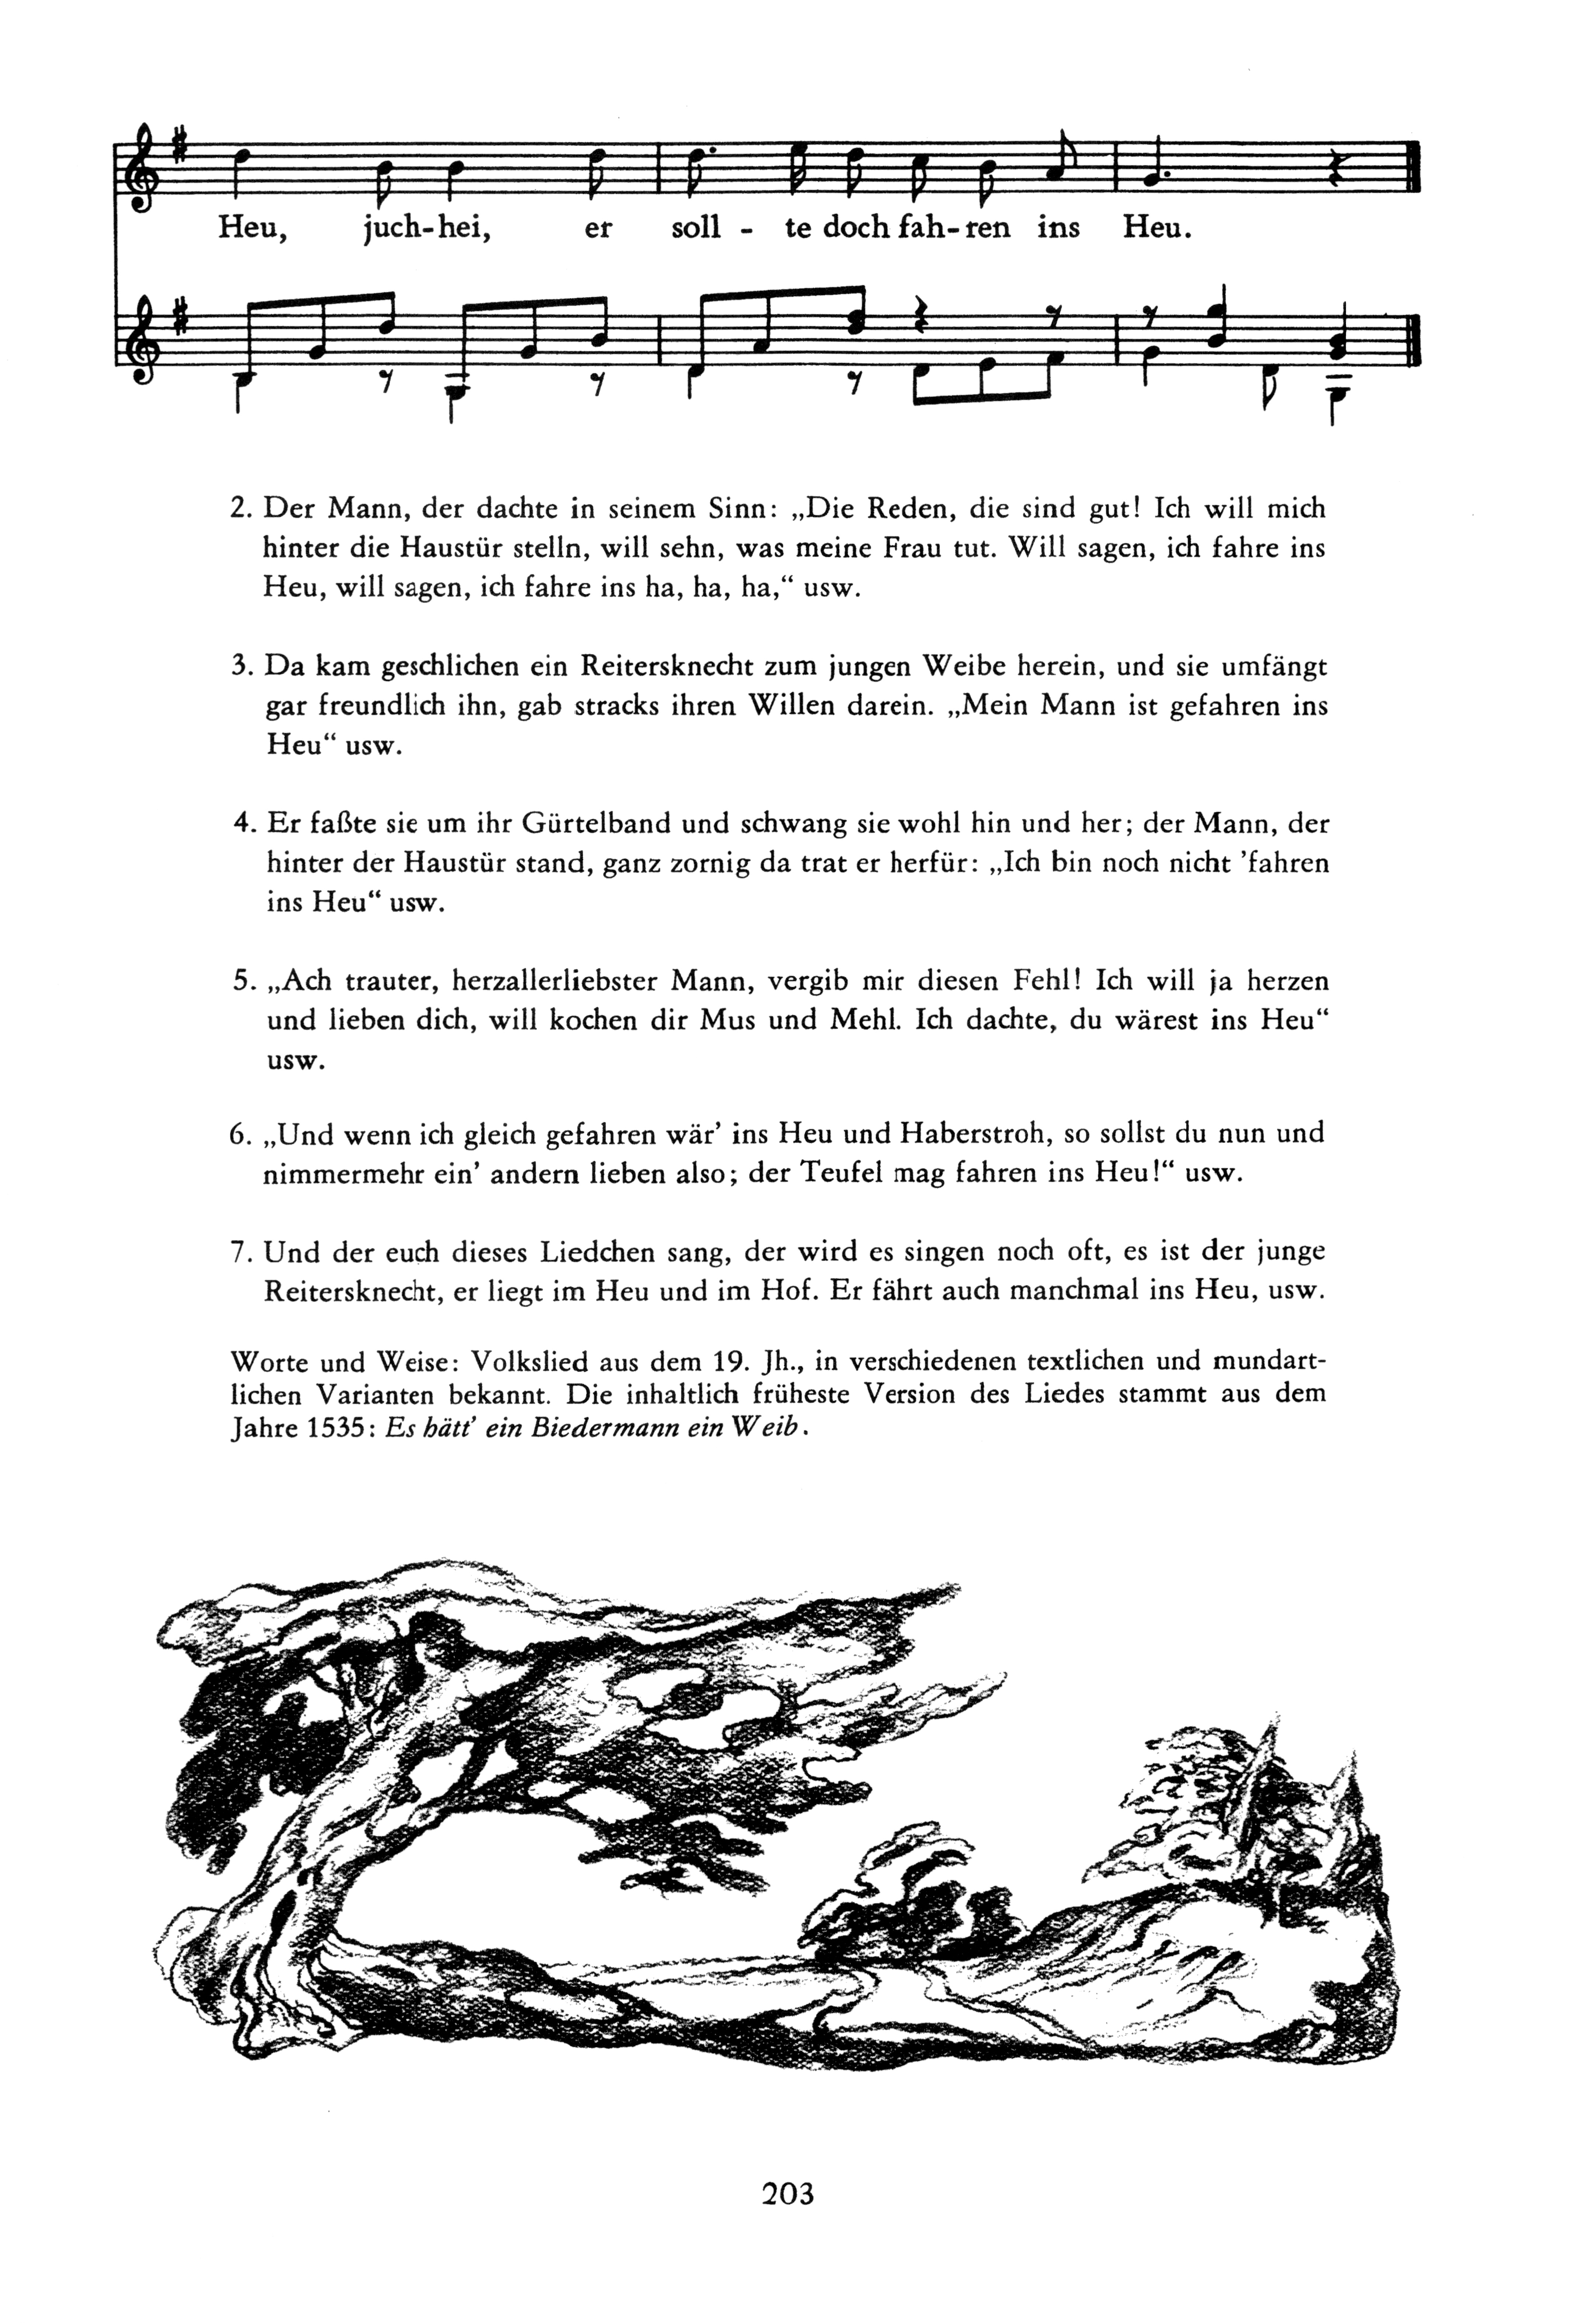 Heu, juch-hei, er soll - te doch fah-ren ins Heu.
2. Der Mann, der dachte in seinem Sinn: „Die Reden, die sind gut! Ich will mich
hinter die Haustür stelln, will sehn, was meine Frau tut. Will sagen, ich fahre ins
Heu, will sagen, ich fahre ins ha, ha, ha,“ usw.
3. Da kam geschlichen ein Reitersknecht zum jungen Weibe herein, und sie umfängt
gar freundlich ihn, gab stracks ihren Willen darein. „Mein Mann ist gefahren ins
Heu“ usw.
4. Er faßte sie um ihr Gürtelband und schwang sie wohl hin und her; der Mann, der
hinter der Haustür stand, ganz zornig da trat er herfür: „Ich bin noch nicht ’fahren
ins Heu“ usw.
5. „Ach trauter, herzallerliebster Mann, vergib mir diesen Fehl! Ich will ja herzen
und lieben dich, will kochen dir Mus und Mehl. Ich dachte, du wärest ins Heu“
usw.
6. „Und wenn ich gleich gefahren wär’ ins Heu und Haberstroh, so sollst du nun und
nimmermehr ein’ andern lieben also; der Teufel mag fahren ins Heu!“ usw.
7. Und der euch dieses Liedchen sang, der wird es singen noch oft, es ist der junge
Reitersknecht, er liegt im Heu und im Hof. Er fährt auch manchmal ins Heu, usw.
Worte und Weise: Volkslied aus dem 19. Jh., in verschiedenen textlichen und mundart-
lichen Varianten bekannt. Die inhaltlich früheste Version des Liedes stammt aus dem
Jahre 1535: Es hätt’ ein Biedermann ein Weib.
203